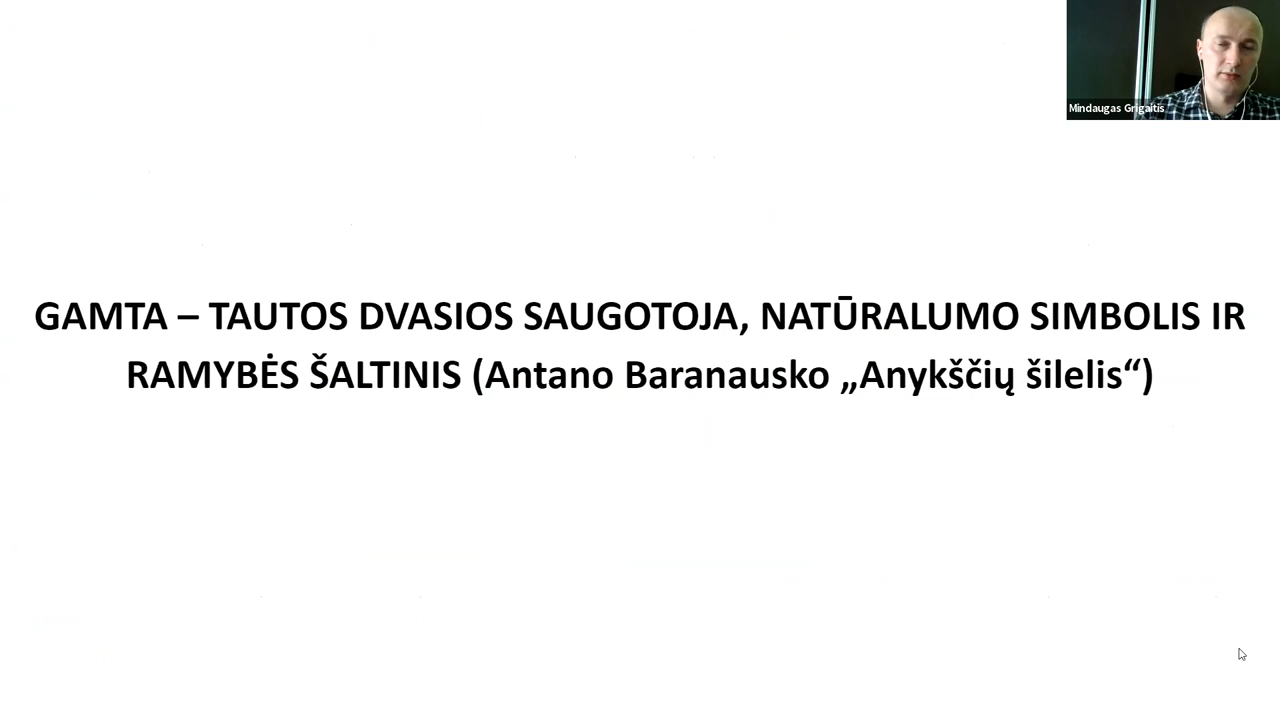 Mindaugas Grigaitis
GAMTA – TAUTOS DVASIOS SAUGOTOJA, NATŪRALUMO SIMBOLIS IR
RAMYBĖS ŠALTINIS (Antano Baranausko „Anykščių šilelis“)